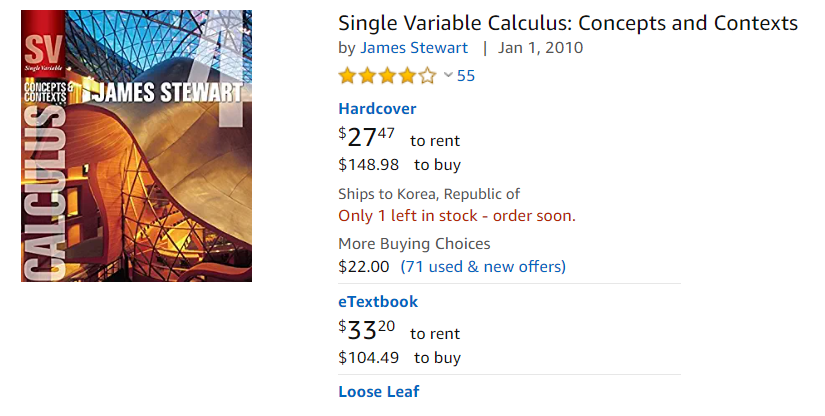 SV
Single Variable
CONCEPTS &
CONTEXTS
JAMES STEWART
4
CALCULUS
Single Variable Calculus: Concepts and Contexts
by James Stewart | Jan 1, 2010
55
Hardcover
$27 47 to rent
$148.98 to buy
Ships to Korea, Republic of
Only 1 left in stock - order soon.
More Buying Choices
$22.00 (71 used & new offers)
eTextbook
$33 20 to rent
$104.49 to buy
Loose Leaf